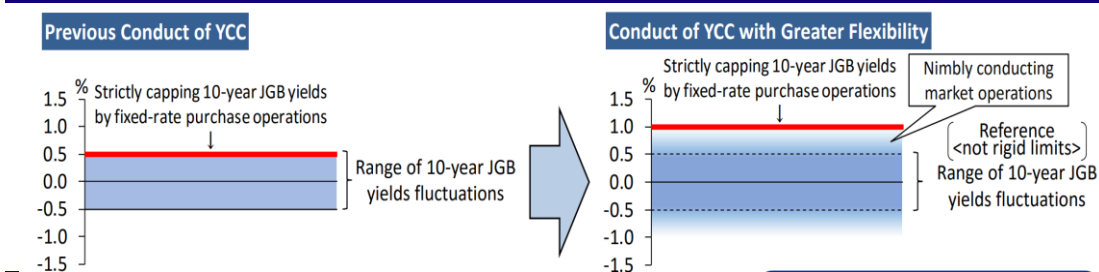 Previous Conduct of YCC
%
Strictly capping 10-year JGB yields
by fixed-rate purchase operations
1.5
1.0
0.5
0.0
-0.5
-1.0
-1.5
Range of 10-year JGB
yields fluctuations
Conduct of YCC with Greater Flexibility
%
Strictly capping 10-year JGB yields
by fixed-rate purchase operations
Nimbly conducting
market operations
1.5
1.0
0.5
0.0
-0.5
-1.0
-1.5
Reference
<not rigid limits>
Range of 10-year JGB
yields fluctuations